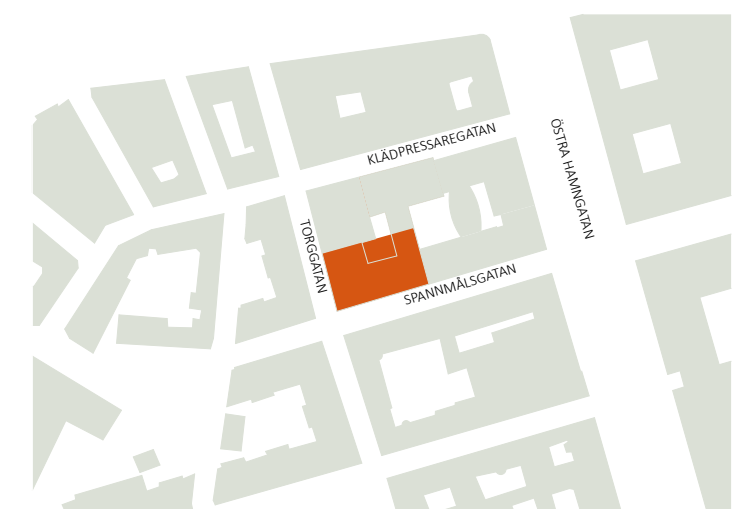 KLÄDPRESSAREGATAN
ÖSTRA HAMNGATAN
TORGGATAN
SPANNMÅLSGATAN